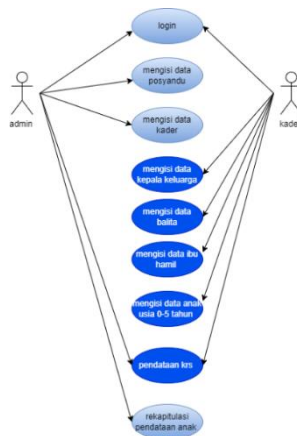 login
mengisi data
posyandu
admin
kader
mengisi data
kader
mengisi data
kepala keluarga
mengisi data
balita
mengisi data ibu
hamil
mengisi data anak
usia 0-5 tahun
pendataan krs
rekapitulasi
pendataan anak